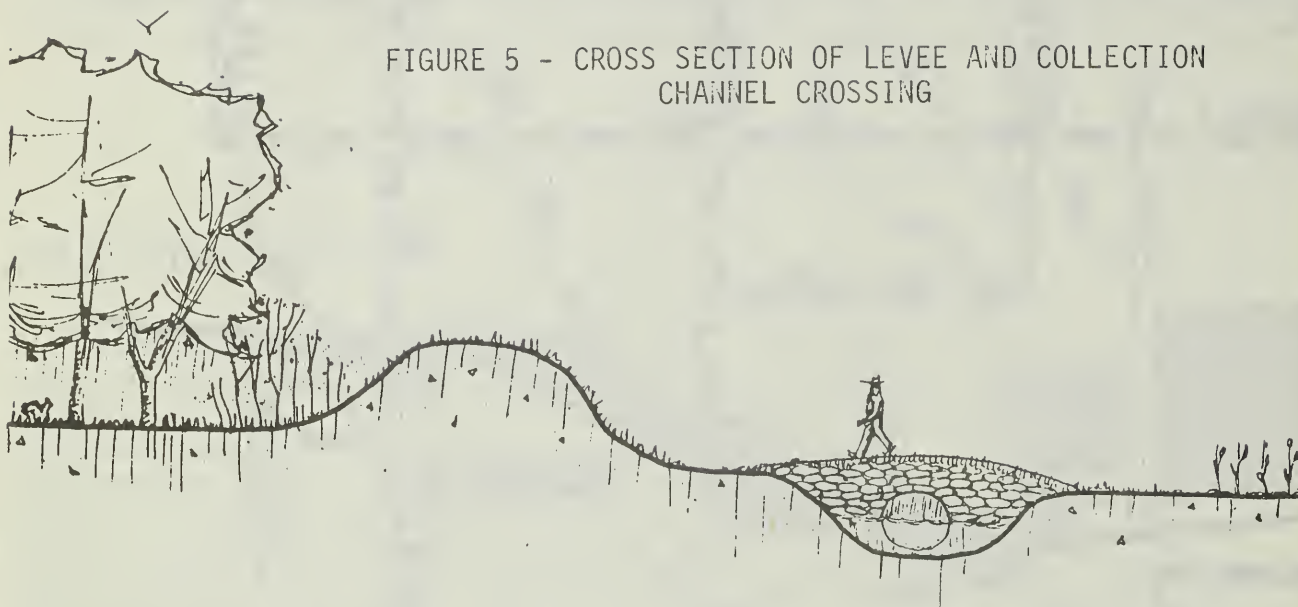 FIGURE 5 - CROSS SECTION OF LEVEE AND COLLECTION
CHANNEL CROSSING